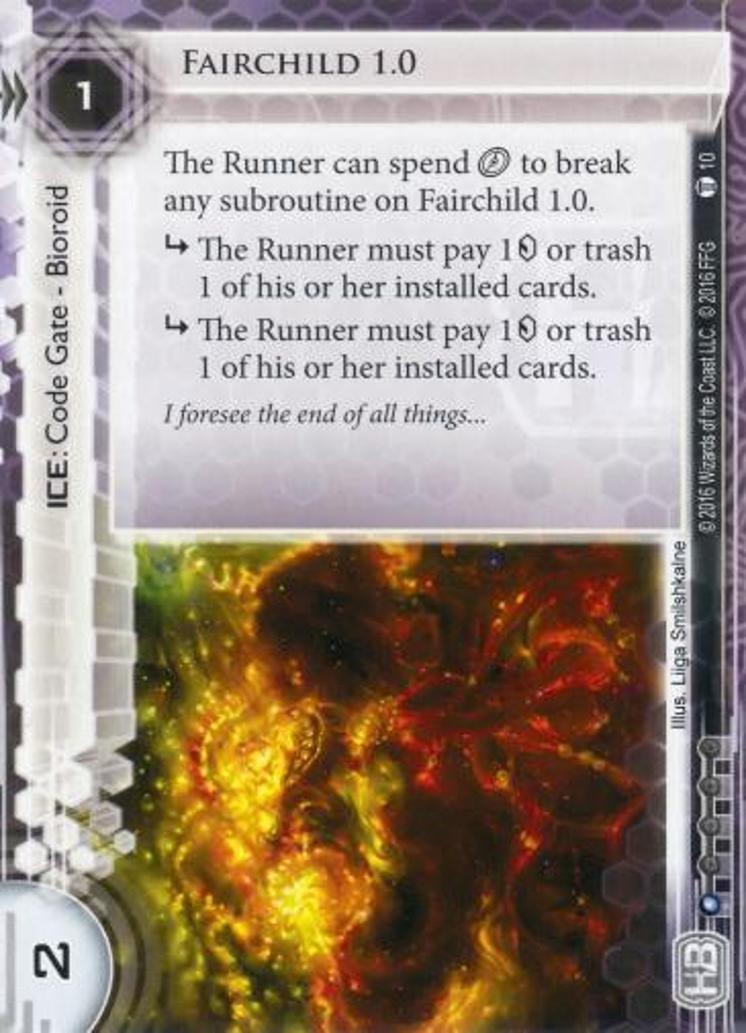 FAIRCHILD 1.0
1
The Runner can spend to break
any subroutine on Fairchild 1.0.
↳ The Runner must pay 1 or trash
1 of his or her installed cards.
↳ The Runner must pay 1 or trash
1 of his or her installed cards.
I foresee the end of all things...
ICE: Code Gate - Bioroid
2
Illus. Liiga Smilshkalne
© 2016 Wizards of the Coast LLC. © 2016 FFG
10
HB